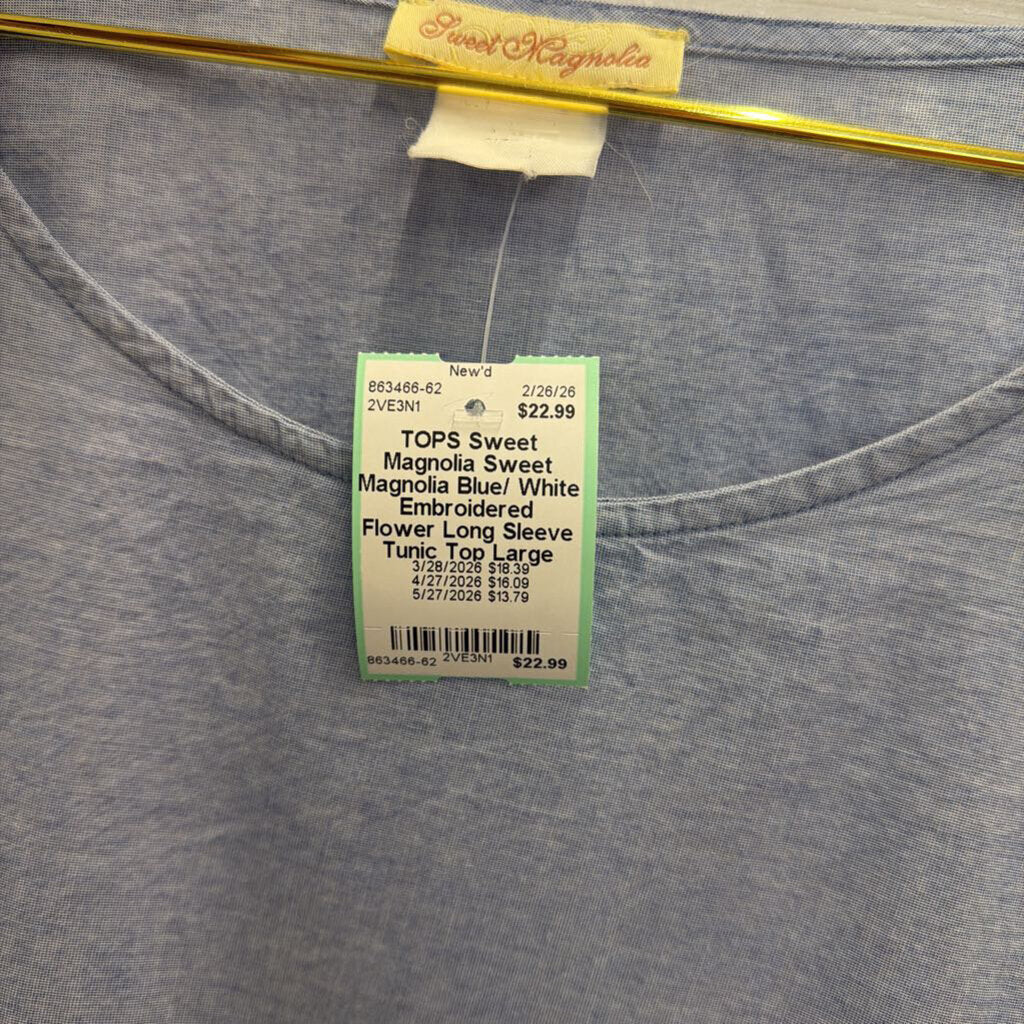 Sweet Magnolia
New'd
863466-62 2/26/26
2VE3N1 $22.99
TOPS Sweet
Magnolia Sweet
Magnolia Blue/ White
Embroidered
Flower Long Sleeve
Tunic Top Large
3/28/2026 $18.39
4/27/2026 $16.09
5/27/2026 $13.79
863466-62 2VE3N1 $22.99